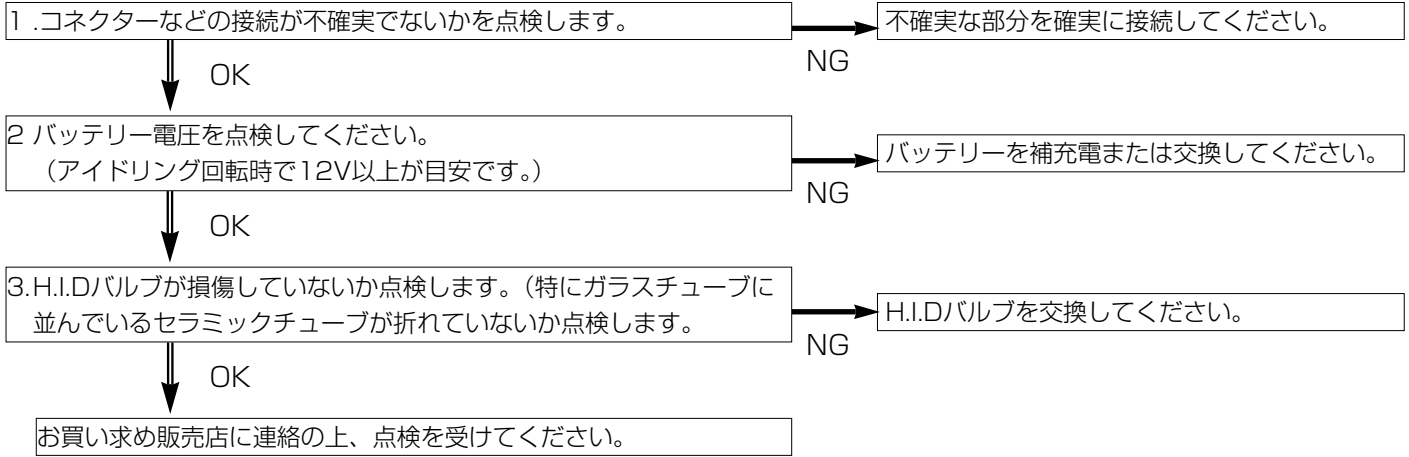 1 .コネクターなどの接続が不確実でないかを点検します。
不確実な部分を確実に接続してください。
NG
OK
2 バッテリー電圧を点検してください。
（アイドリング回転時で12V以上が目安です。）
バッテリーを補充電または交換してください。
NG
OK
3.H.I.Dバルブが損傷していないか点検します。（特にガラスチューブに
並んでいるセラミックチューブが折れていないか点検します。
H.I.Dバルブを交換してください。
NG
OK
お買い求め販売店に連絡の上、点検を受けてください。